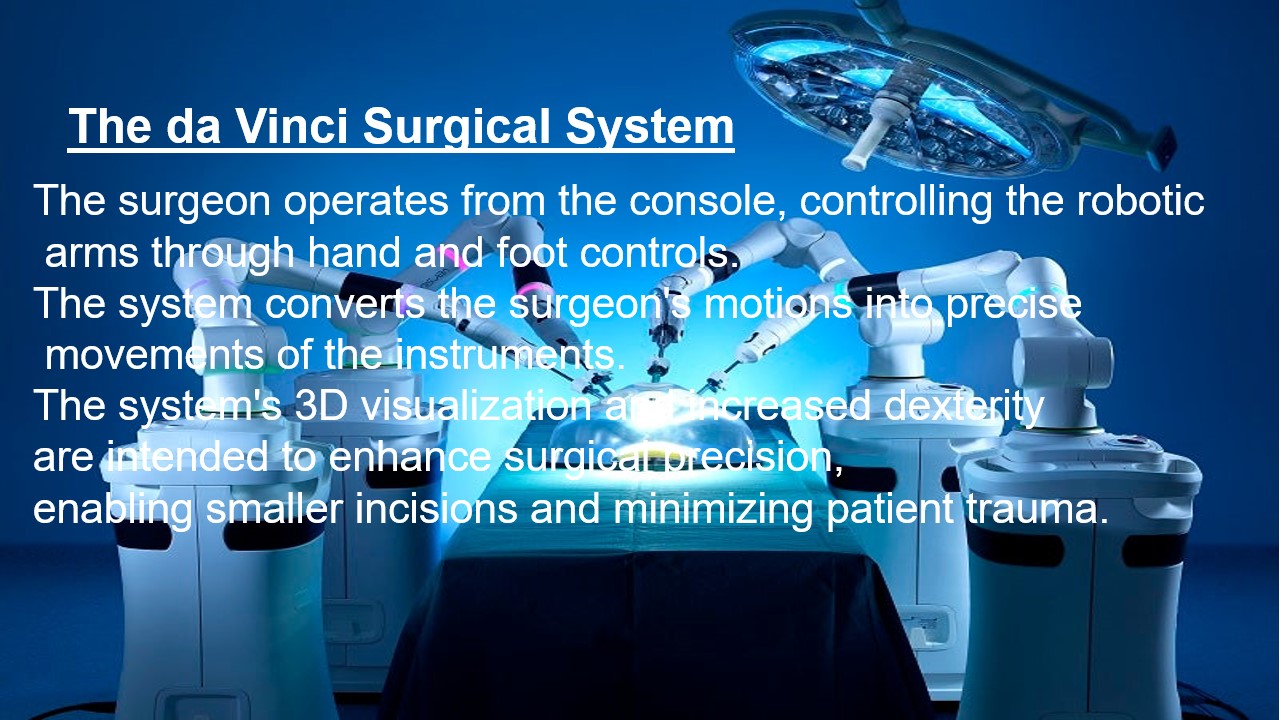 The da Vinci Surgical System
The surgeon operates from the console, controlling the robotic
arms through hand and foot controls.
The system converts the surgeon's motions into precise
movements of the instruments.
The system's 3D visualization and increased dexterity
are intended to enhance surgical precision,
enabling smaller incisions and minimizing patient trauma.